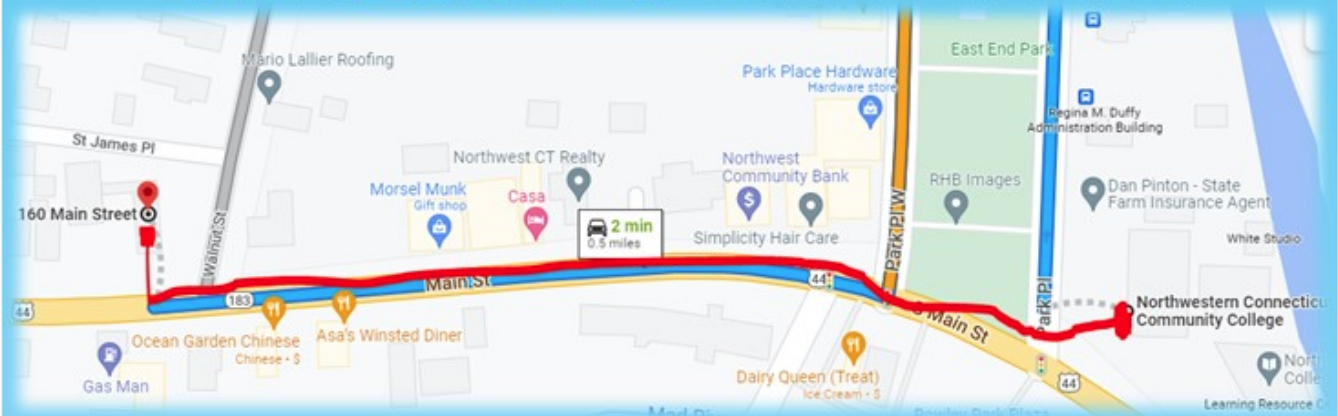 East End Park
Mario Lallier Roofing
Park Place Hardware
Hardware store
Regina M. Duffy
Administration Building
St James Pl
Northwest CT Realty
Northwest
Community Bank
RHB Images
Dan Pinton - State
Farm Insurance Agent
Morsel Munk
Gift shop
Casa
160 Main Street
Walnut St
2 min
0.5 miles
$
Simplicity Hair Care
Park Pl W
White Studio
Main St
44
44
183
Northwestern Connecticu
Community College
Park Pl
Main St
Ocean Garden Chinese
Chinese • $
Asa's Winsted Diner
Gas Man
Dairy Queen (Treat)
Ice Cream • $
44
Learning Resource